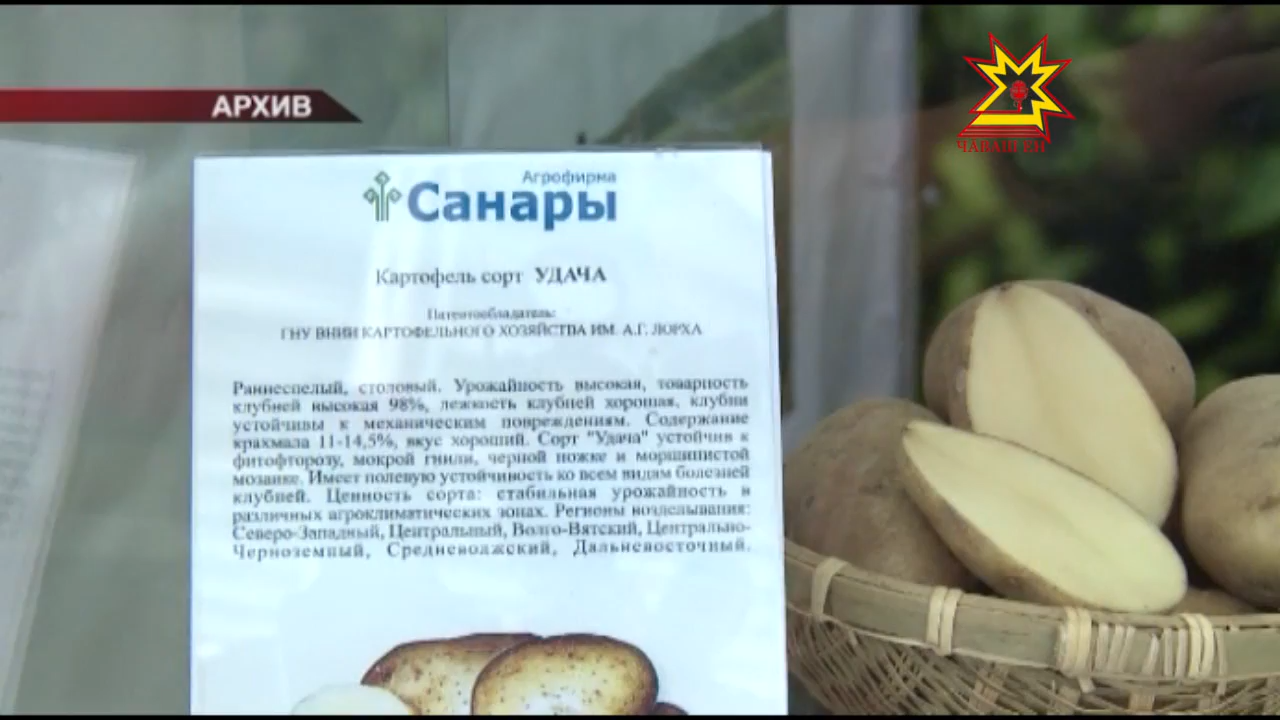 АРХИВ
ЧӐВАШ ЕН
Агрофирма
Санары
Картофель сорт УДАЧА
Патентообладатель:
ГНУ ВНИИ КАРТОФЕЛЬНОГО ХОЗЯЙСТВА ИМ. А.Г. ЛОРХА
Раннеспелый, столовый. Урожайность высокая, товарность
клубней высокая 98%, лежкость клубней хорошая, клубни
устойчивы к механическим повреждениям. Содержание
крахмала 11-14,5%, вкус хороший. Сорт "Удача" устойчив к
фитофторозу, мокрой гнили, черной ножке и морщинистой
мозаике. Имеет полевую устойчивость ко всем видам болезней
клубней. Ценность сорта: стабильная урожайность в
различных агроклиматических зонах. Регионы возделывания:
Северо-Западный, Центральный, Волго-Вятский, Центрально-
Черноземный, Средневолжский, Дальневосточный.